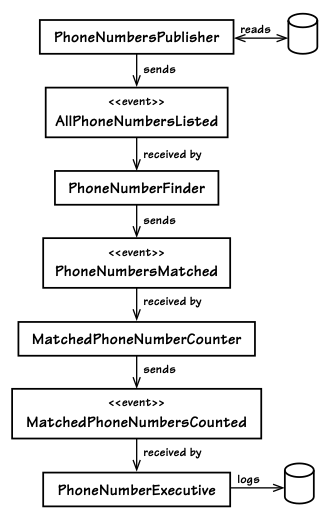 PhoneNumbersPublisher
reads
sends
<<event>>
AllPhoneNumbersListed
received by
PhoneNumberFinder
sends
<<event>>
PhoneNumbersMatched
received by
MatchedPhoneNumberCounter
sends
<<event>>
MatchedPhoneNumbersCounted
received by
PhoneNumberExecutive
logs